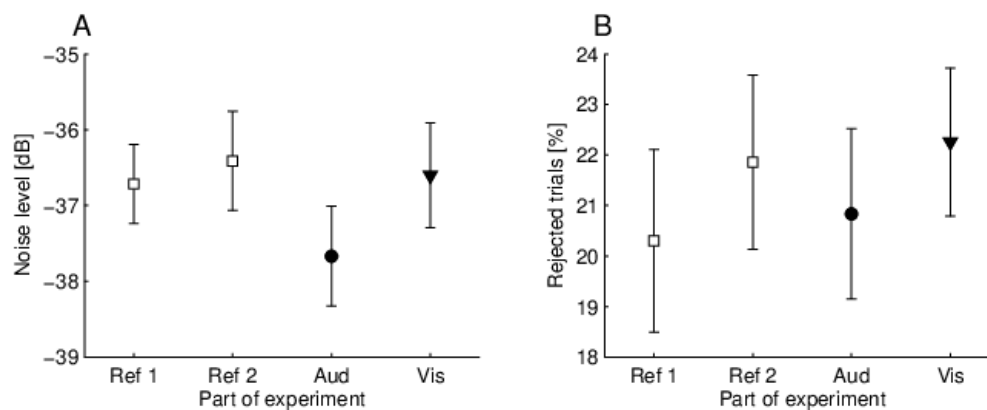 A
Noise level [dB]
−35
−36
−37
−38
−39
Ref 1 Ref 2 Aud Vis
Part of experiment
B
Rejected trials [%]
24
23
22
21
20
19
18
Ref 1 Ref 2 Aud Vis
Part of experiment